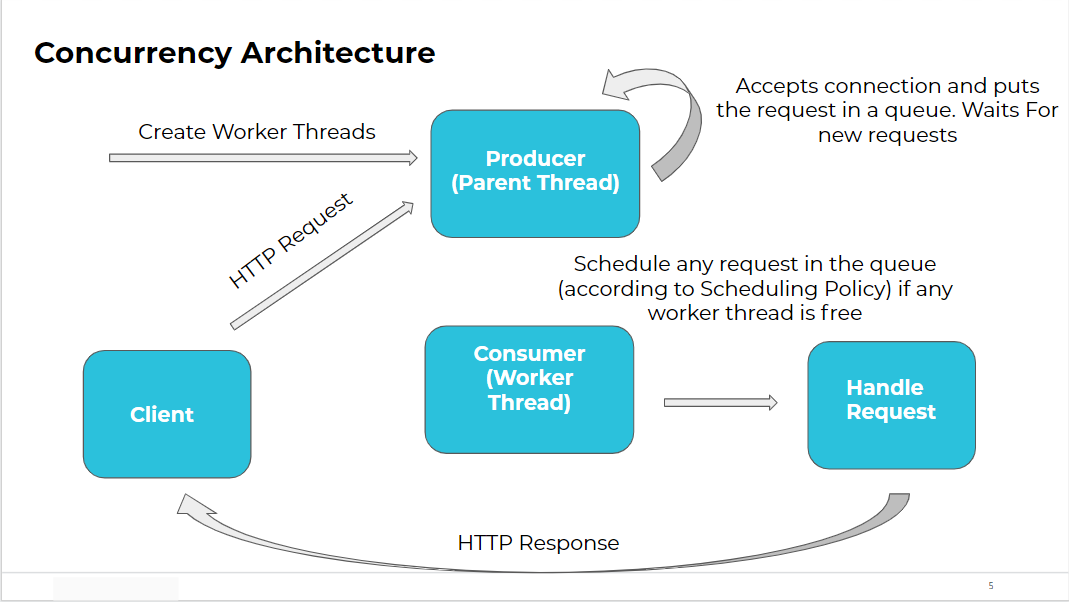 Concurrency Architecture
Accepts connection and puts
the request in a queue. Waits For
new requests
Create Worker Threads
Producer
(Parent Thread)
HTTP Request
Schedule any request in the queue
(according to Scheduling Policy) if any
worker thread is free
Consumer
(Worker
Thread)
Client
Handle
Request
HTTP Response
5